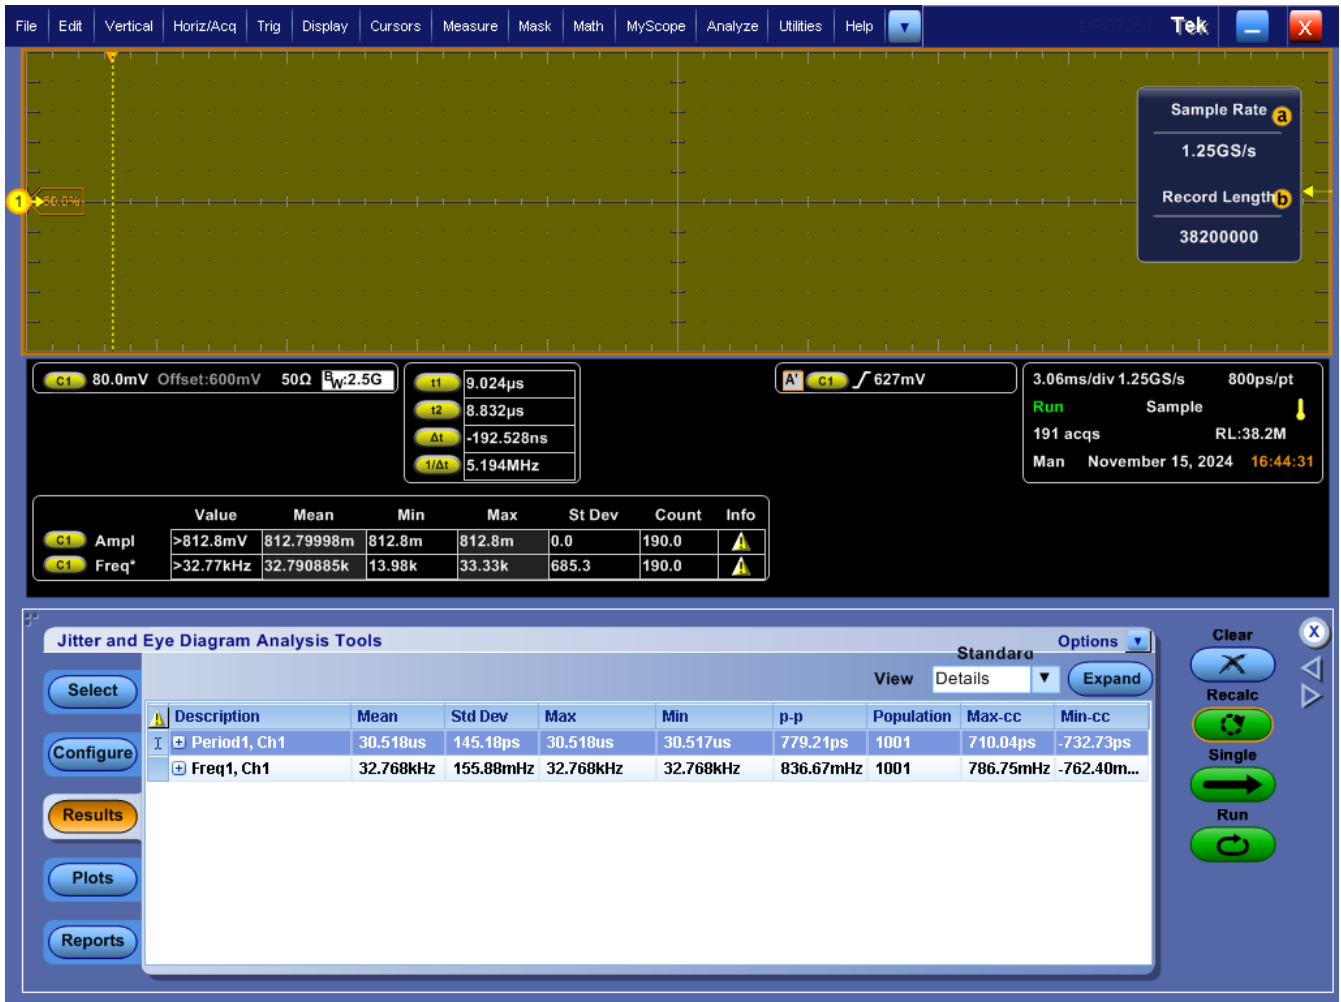 File Edit Vertical Horiz/Acq Trig Display Cursors Measure Mask Math MyScope Analyze Utilities Help Tek X
Sample Rate a
1.25GS/s
Record Length b
38200000
1 50.0%
C1 80.0mV Offset:600mV 50Ω BW:2.5G
t1 9.024µs
t2 8.832µs
Δt -192.528ns
1/Δt 5.194MHz
A' C1 627mV
3.06ms/div 1.25GS/s 800ps/pt
Run Sample
191 acqs RL:38.2M
Man November 15, 2024 16:44:31
Value Mean Min Max St Dev Count Info
C1 Ampl >812.8mV 812.79998m 812.8m 812.8m 0.0 190.0
C1 Freq* >32.77kHz 32.790885k 13.98k 33.33k 685.3 190.0
Jitter and Eye Diagram Analysis Tools
Options
Standard
View Details Expand
Select
Configure
Results
Plots
Reports
Description Mean Std Dev Max Min p-p Population Max-cc Min-cc
Period1, Ch1 30.518us 145.18ps 30.518us 30.517us 779.21ps 1001 710.04ps -732.73ps
Freq1, Ch1 32.768kHz 155.88mHz 32.768kHz 32.768kHz 836.67mHz 1001 786.75mHz -762.40m...
Clear
X
Recalc
Single
Run